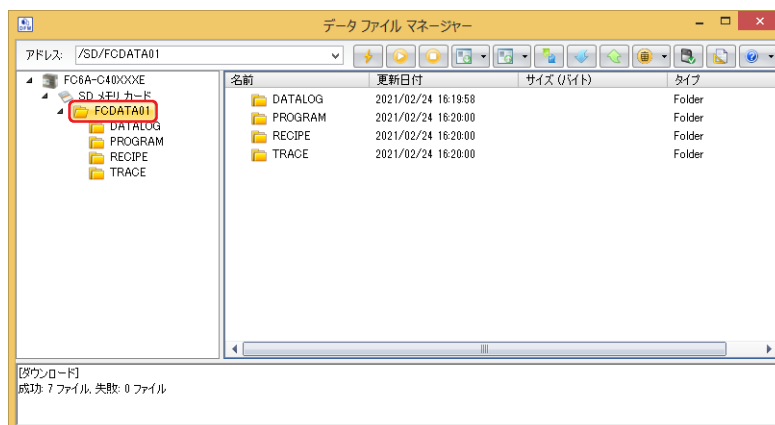 データ ファイル マネージャー
アドレス: /SD/FCDATA01
FC6A-C40XXXE
SD メモリ カード
FCDATA01
DATALOG
PROGRAM
RECIPE
TRACE
名前 更新日付 サイズ (バイト) タイプ
DATALOG 2021/02/24 16:19:58 Folder
PROGRAM 2021/02/24 16:20:00 Folder
RECIPE 2021/02/24 16:20:00 Folder
TRACE 2021/02/24 16:20:00 Folder
[ダウンロード]
成功: 7 ファイル, 失敗: 0 ファイル